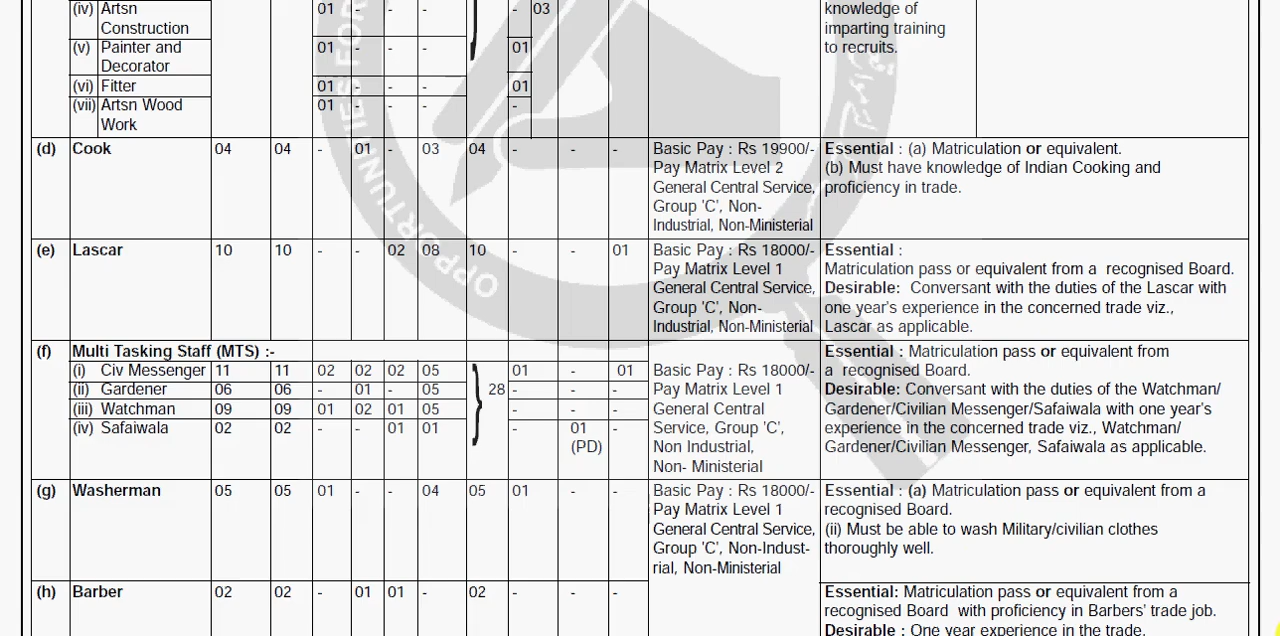 (iv) Artsn Construction 01 - - - - 03 knowledge of imparting training to recruits.
(v) Painter and Decorator 01 - - - 01
(vi) Fitter 01 - - - 01
(vii) Artsn Wood Work 01 - - - -
(d) Cook 04 04 - 01 - 03 04 - - - Basic Pay : Rs 19900/- Essential : (a) Matriculation or equivalent.
Pay Matrix Level 2 (b) Must have knowledge of Indian Cooking and
General Central Service, proficiency in trade.
Group 'C', Non-
Industrial, Non-Ministerial
(e) Lascar 10 10 - - 02 08 10 - - 01 Basic Pay : Rs 18000/- Essential :
Pay Matrix Level 1 Matriculation pass or equivalent from a recognised Board.
General Central Service, Desirable: Conversant with the duties of the Lascar with
Group 'C', Non- one year's experience in the concerned trade viz.,
Industrial, Non-Ministerial Lascar as applicable.
(f) Multi Tasking Staff (MTS) :- Essential : Matriculation pass or equivalent from
(i) Civ Messenger 11 11 02 02 02 05 01 - 01 Basic Pay : Rs 18000/- a recognised Board.
(ii) Gardener 06 06 - 01 - 05 28 - - - Pay Matrix Level 1 Desirable: Conversant with the duties of the Watchman/
(iii) Watchman 09 09 01 02 01 05 - - - General Central Gardener/Civilian Messenger/Safaiwala with one year's
(iv) Safaiwala 02 02 - - 01 01 - 01 - Service, Group 'C', experience in the concerned trade viz., Watchman/
(PD) Non Industrial, Gardener/Civilian Messenger, Safaiwala as applicable.
Non- Ministerial
(g) Washerman 05 05 01 - - 04 05 01 - - Basic Pay : Rs 18000/- Essential : (a) Matriculation pass or equivalent from a
Pay Matrix Level 1 recognised Board.
General Central Service, (ii) Must be able to wash Military/civilian clothes
Group 'C', Non-Indust- thoroughly well.
rial, Non-Ministerial
(h) Barber 02 02 - 01 01 - 02 - - - Essential: Matriculation pass or equivalent from a
recognised Board with proficiency in Barbers' trade job.
Desirable : One year experience in the trade.
OPPORTUNITIES FOR